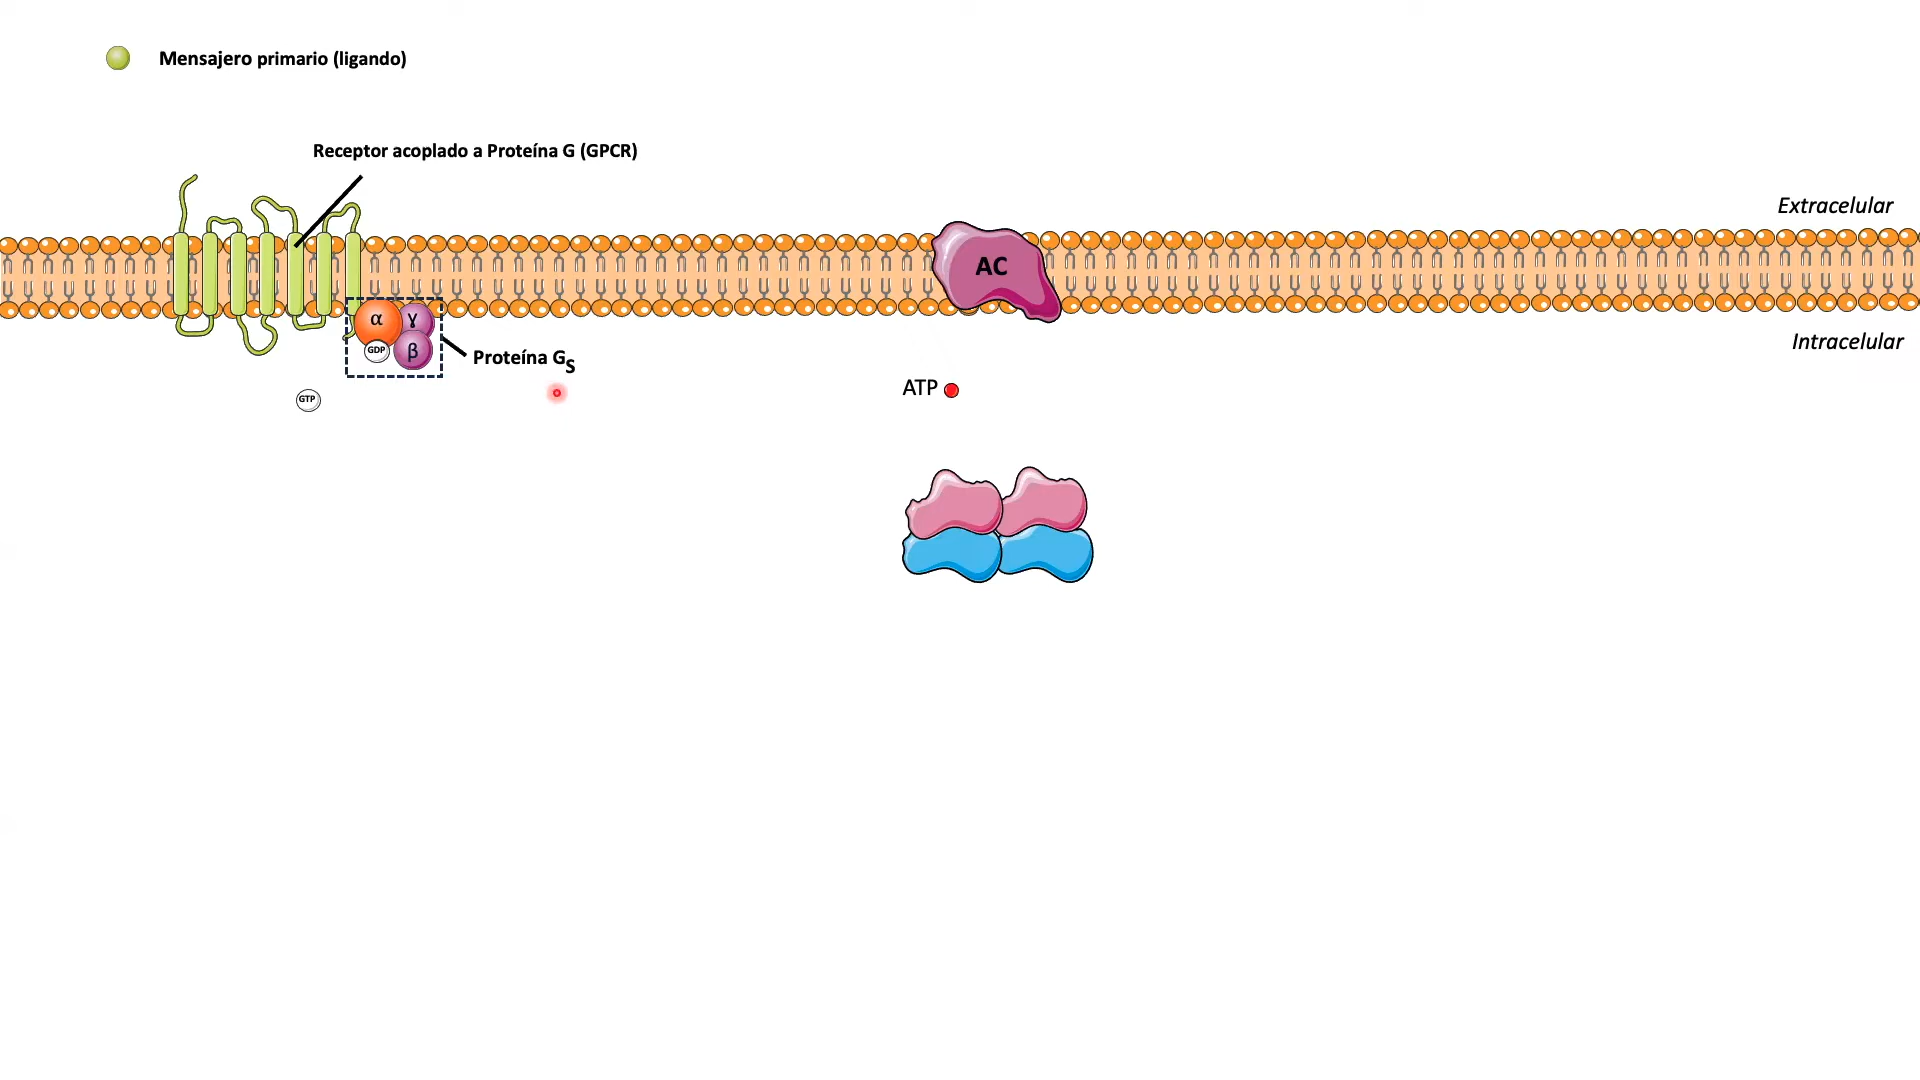 Mensajero primario (ligando)
Receptor acoplado a Proteína G (GPCR)
Extracelular
AC
α γ
GDP β
Proteína GS
Intracelular
GTP
ATP